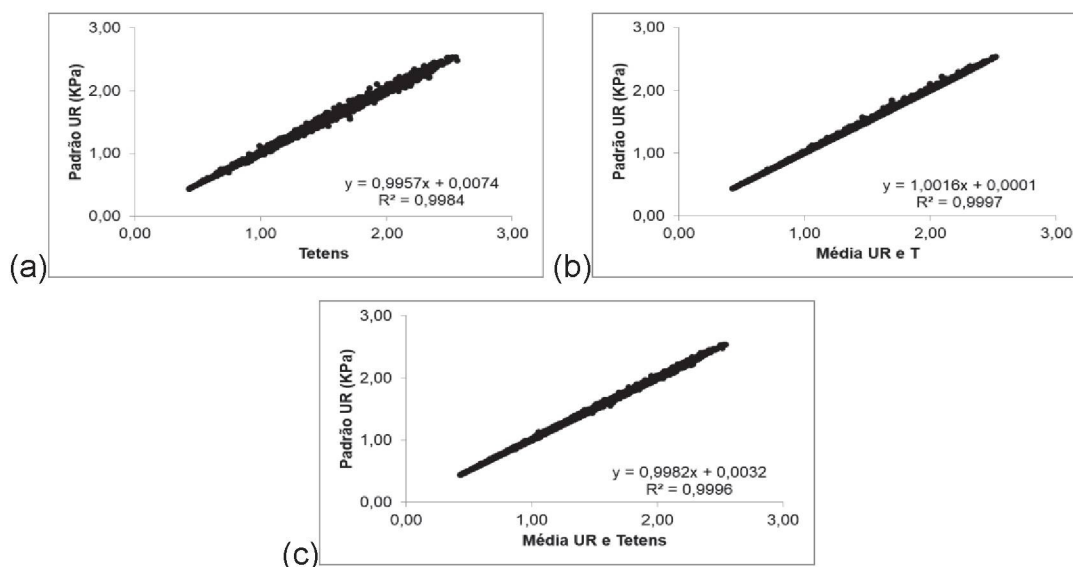 Padrão UR (KPa)
3,00
2,00
1,00
0,00
y = 0,9957x + 0,0074
R² = 0,9984
0,00 1,00 2,00 3,00
Tetens
(a)
Padrão UR (KPa)
3,00
2,00
1,00
0,00
y = 1,0016x + 0,0001
R² = 0,9997
0,00 1,00 2,00 3,00
Média UR e T
(b)
Padrão UR (KPa)
3,00
2,00
1,00
0,00
y = 0,9982x + 0,0032
R² = 0,9996
0,00 1,00 2,00 3,00
Média UR e Tetens
(c)